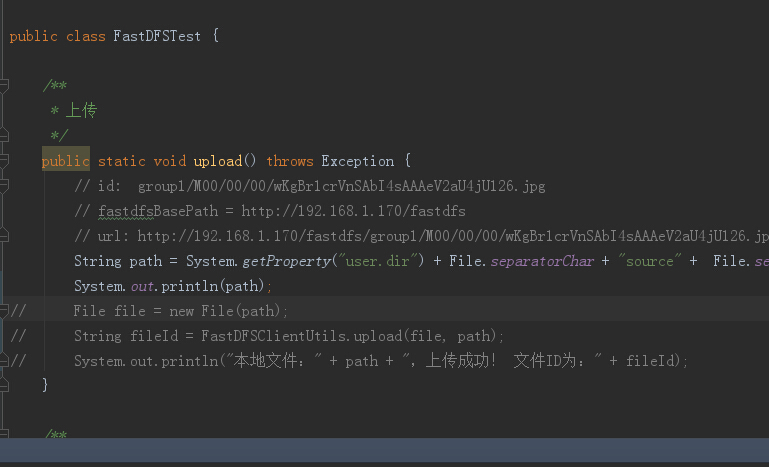 public class FastDFSTest {
/**
* 上传
*/
public static void upload() throws Exception {
// id:  group1/M00/00/00/wKgBr1crVnSAbI4sAAAeV2aU4jU126.jpg
// fastdfsBasePath = http://192.168.1.170/fastdfs
// url: http://192.168.1.170/fastdfs/group1/M00/00/00/wKgBr1crVnSAbI4sAAAeV2aU4jU126.jp
String path = System.getProperty("user.dir") + File.separatorChar + "source" +  File.se
System.out.println(path);
//      File file = new File(path);
//      String fileId = FastDFSClientUtils.upload(file, path);
//      System.out.println("本地文件：" + path + "，上传成功！ 文件ID为：" + fileId);
}
/**